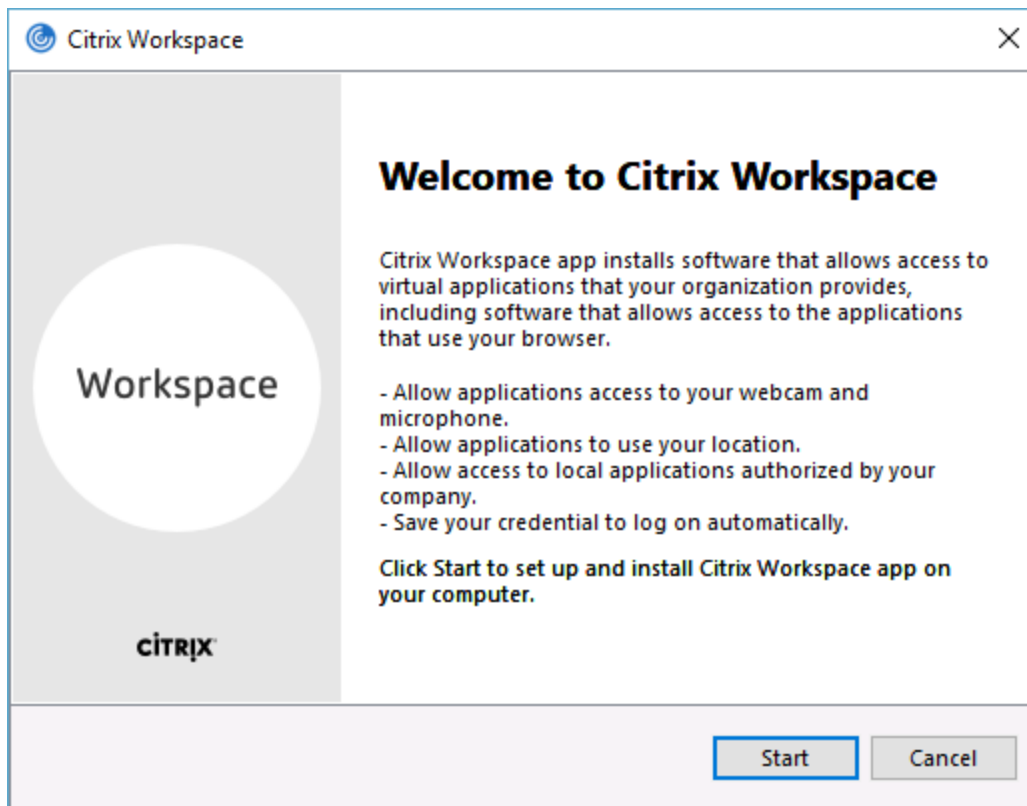 Citrix Workspace
Welcome to Citrix Workspace
Citrix Workspace app installs software that allows access to
virtual applications that your organization provides,
including software that allows access to the applications
that use your browser.
- Allow applications access to your webcam and
microphone.
- Allow applications to use your location.
- Allow access to local applications authorized by your
company.
- Save your credential to log on automatically.
Click Start to set up and install Citrix Workspace app on
your computer.
Workspace
CİTRIX
Start
Cancel